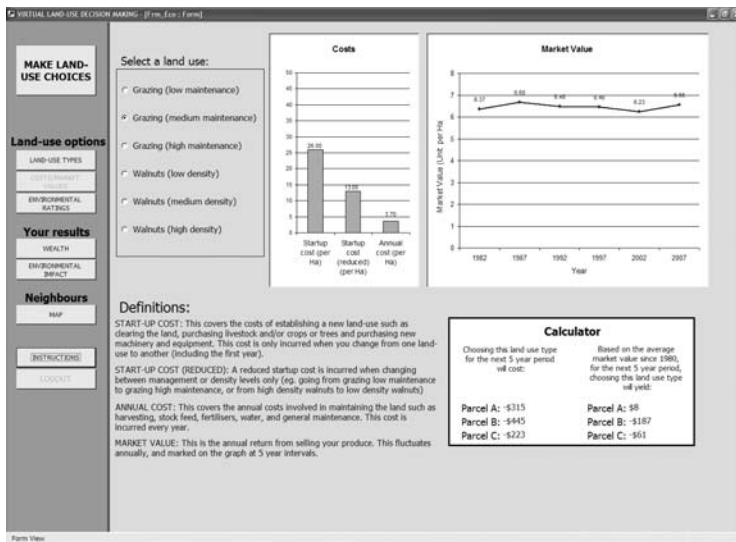 VIRTUAL LAND-USE DECISION MAKING - [Frm_Eco : Form]
MAKE LAND-
USE CHOICES
Land-use options
LAND-USE TYPES
COSTS/MARKET
VALUES
ENVIRONMENTAL
RATINGS
Your results
WEALTH
ENVIRONMENTAL
IMPACT
Neighbours
MAP
INSTRUCTIONS
LOGOUT
Select a land use:
Grazing (low maintenance)
Grazing (medium maintenance)
Grazing (high maintenance)
Walnuts (low density)
Walnuts (medium density)
Walnuts (high density)
Costs
50
45
40
35
30
25
20
15
10
5
0
26.00
13.00
3.70
Startup
cost (per
Ha)
Startup
cost
(reduced)
(per Ha)
Annual
cost (per
Ha)
Market Value
Market Value (Unit per Ha)
8
7
6
5
4
3
2
1
0
6.37
6.48
6.46
6.23
1982
1987
1992
1997
2002
2007
Year
Definitions:
START-UP COST: This covers the costs of establishing a new land-use such as
clearing the land, purchasing livestock and/or crops or trees and purchasing new
machinery and equipment. This cost is only incurred when you change from one land-
use to another (including the first year).
START-UP COST (REDUCED): A reduced startup cost is incurred when changing
between management or density levels only (eg. going from grazing low maintenance
to grazing high maintenance, or from high density walnuts to low density walnuts)
ANNUAL COST: This covers the annual costs involved in maintaining the land such as
harvesting, stock feed, fertilisers, water, and general maintenance. This cost is
incurred every year.
MARKET VALUE: This is the annual return from selling your produce. This fluctuates
annually, and marked on the graph at 5 year intervals.
Calculator
Choosing this land use type
for the next 5 year period
will cost:
Parcel A: -$315
Parcel B: -$445
Parcel C: -$223
Based on the average
market value since 1980,
for the next 5 year period,
choosing this land use type
will yield:
Parcel A: $8
Parcel B: -$187
Parcel C: -$61
Form View